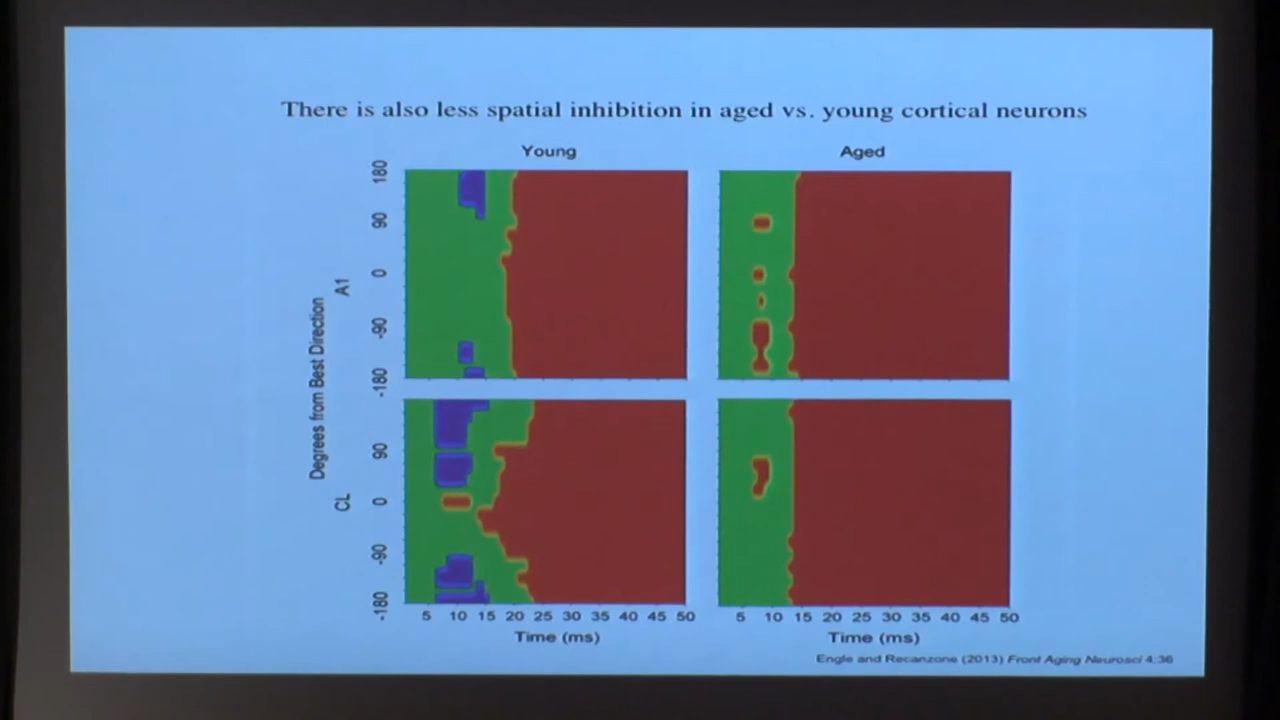 There is also less spatial inhibition in aged vs. young cortical neurons
Young
Aged
Degrees from Best Direction
A1
180
90
0
-90
-180
CL
90
0
-90
-180
5 10 15 20 25 30 35 40 45 50
5 10 15 20 25 30 35 40 45 50
Time (ms)
Time (ms)
Engle and Recanzone (2013) Front Aging Neurosci 4:36